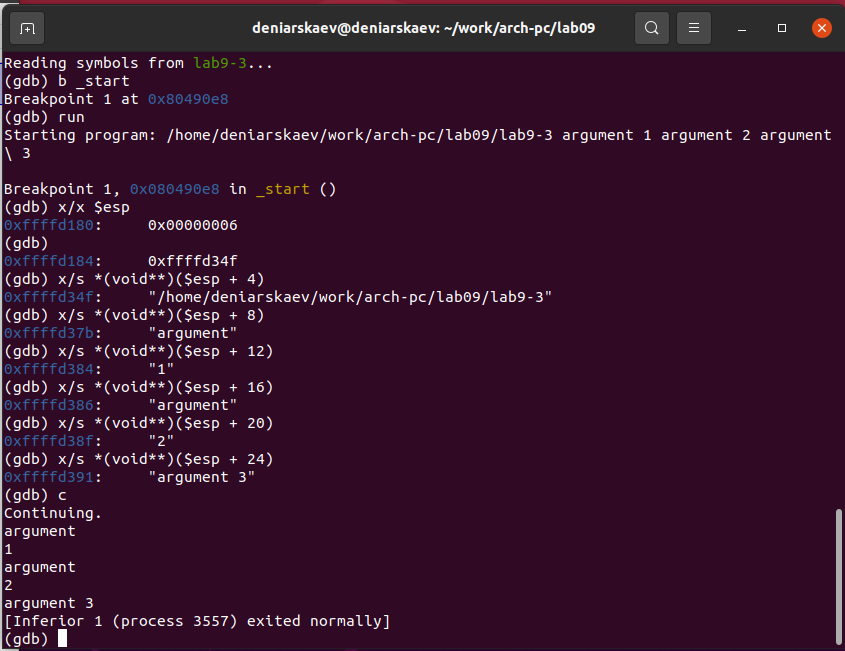 deniarskaev@deniarskaev: ~/work/arch-pc/lab09
Reading symbols from lab9-3...
(gdb) b _start
Breakpoint 1 at 0x80490e8
(gdb) run
Starting program: /home/deniarskaev/work/arch-pc/lab09/lab9-3 argument 1 argument 2 argument
\ 3
Breakpoint 1, 0x080490e8 in _start ()
(gdb) x/x $esp
0xffffd180:     0x00000006
(gdb)
0xffffd184:     0xffffd34f
(gdb) x/s *(void**)($esp + 4)
0xffffd34f:     "/home/deniarskaev/work/arch-pc/lab09/lab9-3"
(gdb) x/s *(void**)($esp + 8)
0xffffd37b:     "argument"
(gdb) x/s *(void**)($esp + 12)
0xffffd384:     "1"
(gdb) x/s *(void**)($esp + 16)
0xffffd386:     "argument"
(gdb) x/s *(void**)($esp + 20)
0xffffd38f:     "2"
(gdb) x/s *(void**)($esp + 24)
0xffffd391:     "argument 3"
(gdb) c
Continuing.
argument
1
argument
2
argument 3
[Inferior 1 (process 3557) exited normally]
(gdb)